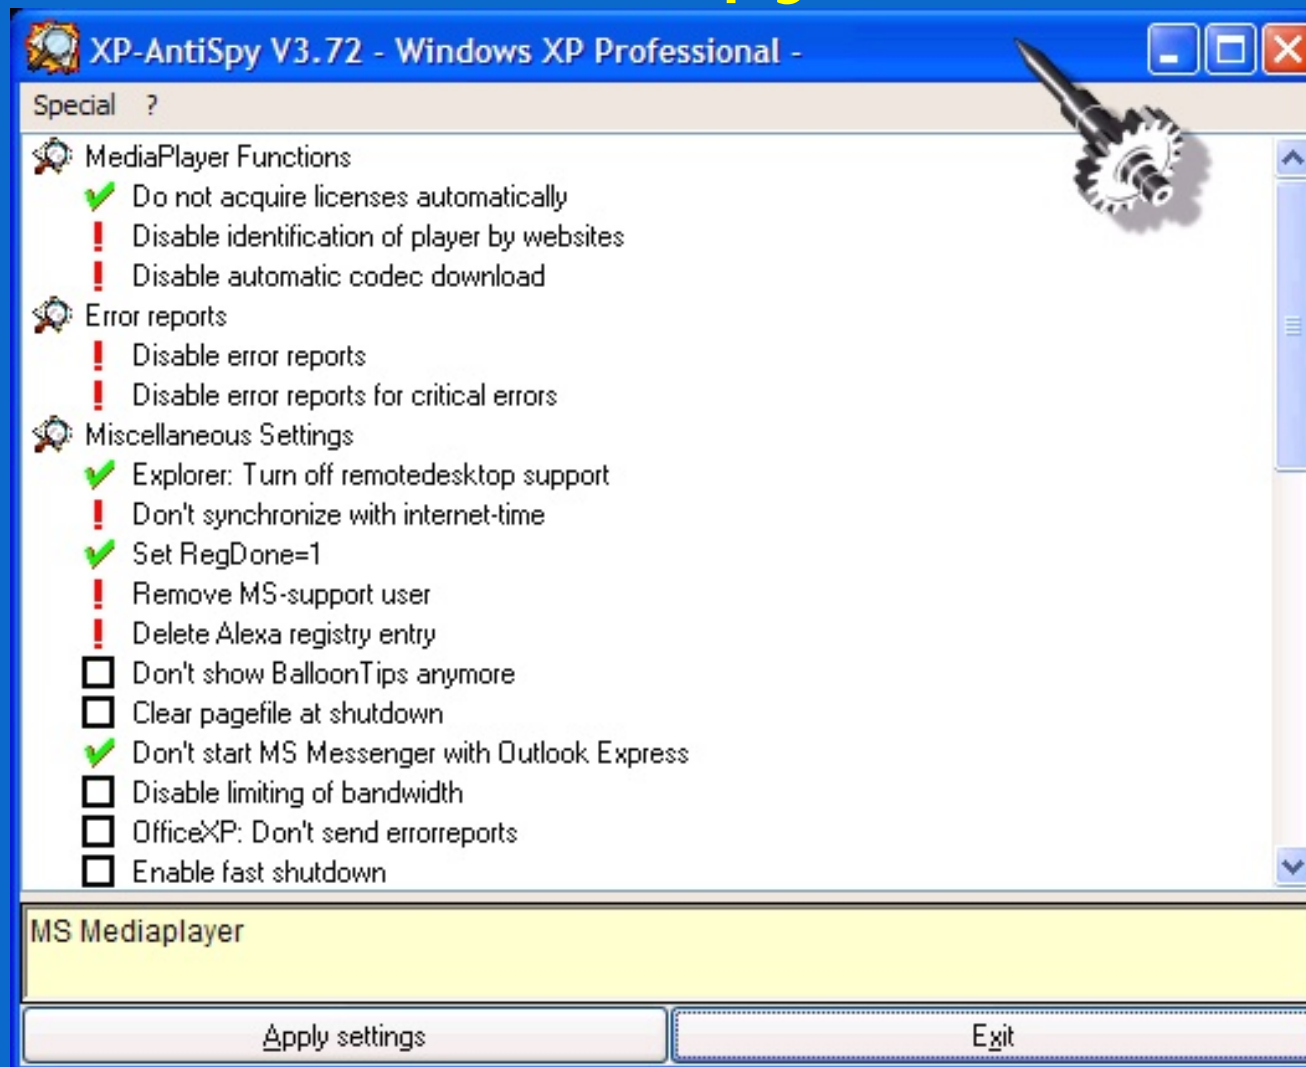 XP-AntiSpy V3.72 - Windows XP Professional -
Special ?
MediaPlayer Functions
Do not acquire licenses automatically
Disable identification of player by websites
Disable automatic codec download
Error reports
Disable error reports
Disable error reports for critical errors
Miscellaneous Settings
Explorer: Turn off remotedesktop support
Don't synchronize with internet-time
Set RegDone=1
Remove MS-support user
Delete Alexa registry entry
Don't show BalloonTips anymore
Clear pagefile at shutdown
Don't start MS Messenger with Outlook Express
Disable limiting of bandwidth
OfficeXP: Don't send errorreports
Enable fast shutdown
MS Mediaplayer
Apply settings
Exit